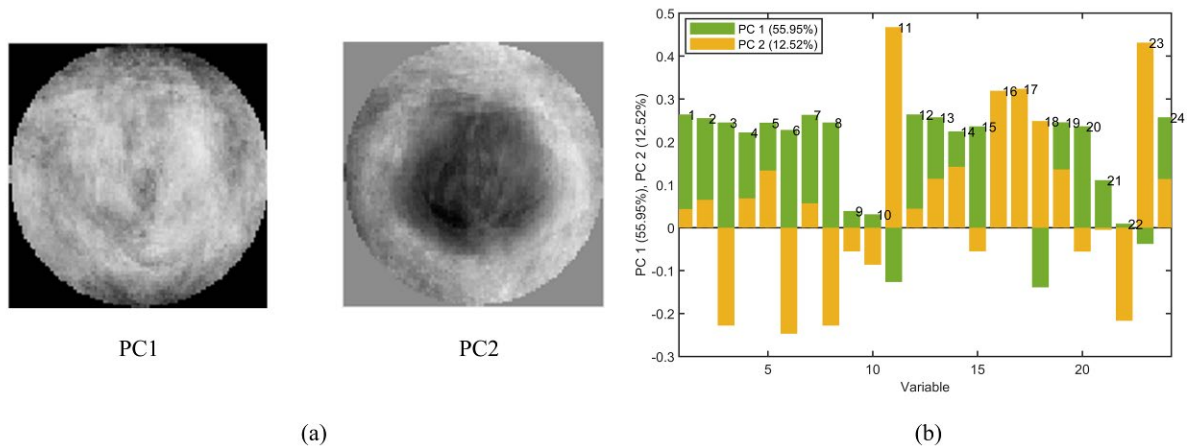 PC1
PC2
(a)
PC 1 (55.95%)
PC 2 (12.52%)
PC 1 (55.95%), PC 2 (12.52%)
0.5
0.4
0.3
0.2
0.1
0
-0.1
-0.2
-0.3
1 2 3 4 5 6 7 8 9 10 11 12 13 14 15 16 17 18 19 20 21 22 23 24
5 10 15 20
Variable
(b)